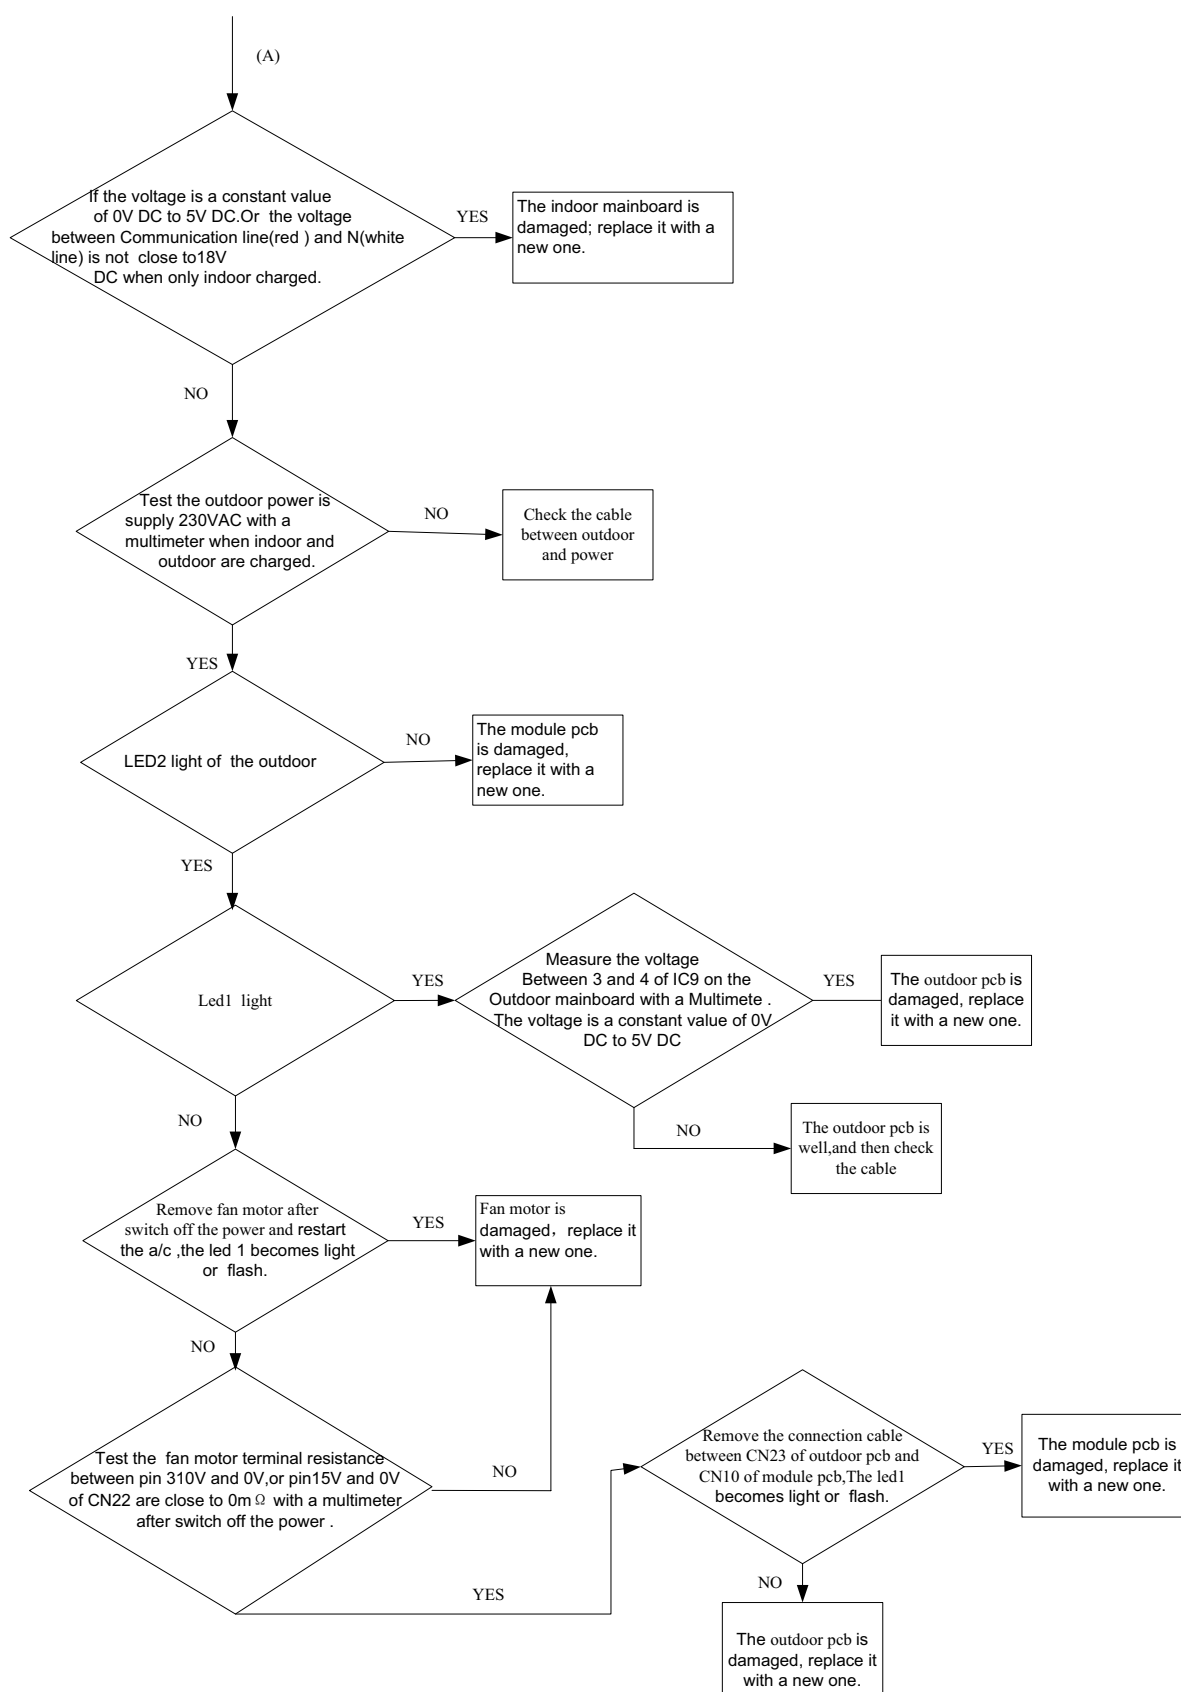 (A)
If the voltage is a constant value
of 0V DC to 5V DC.Or the voltage
between Communication line(red ) and N(white
line) is not close to18V
DC when only indoor charged.
YES
The indoor mainboard is
damaged; replace it with a
new one.
NO
Test the outdoor power is
supply 230VAC with a
multimeter when indoor and
outdoor are charged.
NO
Check the cable
between outdoor
and power
YES
LED2 light of the outdoor
NO
The module pcb
is damaged,
replace it with a
new one.
YES
Led1 light
YES
Measure the voltage
Between 3 and 4 of IC9 on the
Outdoor mainboard with a Multimete .
The voltage is a constant value of 0V
DC to 5V DC
YES
The outdoor pcb is
damaged, replace
it with a new one.
NO
The outdoor pcb is
well,and then check
the cable
NO
Remove fan motor after
switch off the power and restart
the a/c ,the led 1 becomes light
or flash.
YES
Fan motor is
damaged，replace it
with a new one.
NO
Test the fan motor terminal resistance
between pin 310V and 0V,or pin15V and 0V
of CN22 are close to 0mΩ with a multimeter
after switch off the power .
NO
YES
Remove the connection cable
between CN23 of outdoor pcb and
CN10 of module pcb,The led1
becomes light or flash.
YES
The module pcb is
damaged, replace it
with a new one.
NO
The outdoor pcb is
damaged, replace it
with a new one.